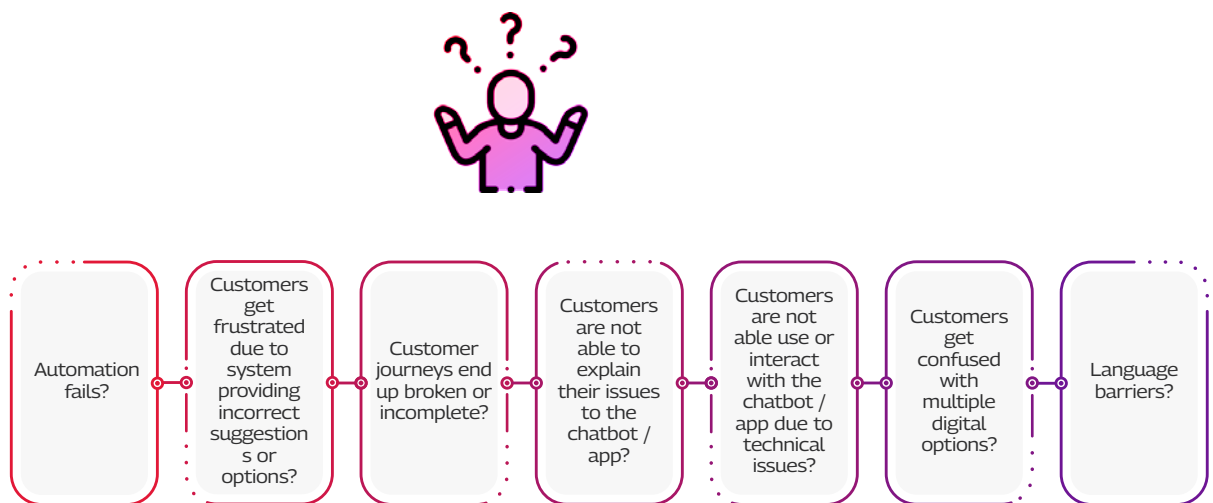 Automation
fails?
Customers
get
frustrated
due to
system
providing
incorrect
suggestion
s or
options?
Customer
journeys end
up broken or
incomplete?
Customers
are not
able to
explain
their issues
to the
chatbot /
app?
Customers
are not
able use or
interact
with the
chatbot /
app due to
technical
issues?
Customers
get
confused
with
multiple
digital
options?
Language
barriers?